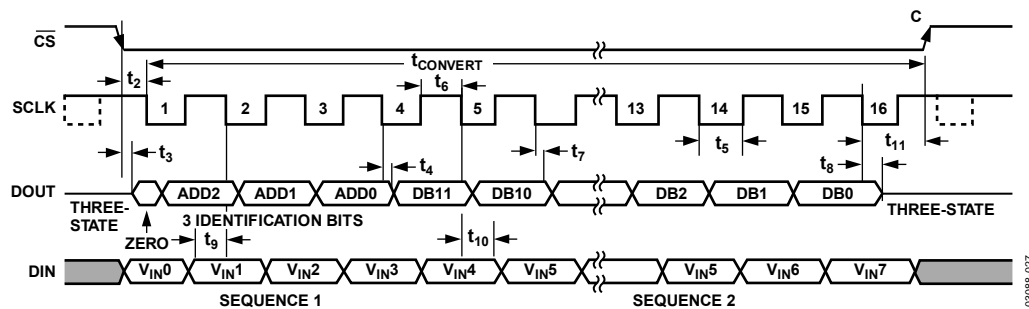 C
CS
t2
tCONVERT
t6
SCLK
1 2 3 4 5 13 14 15 16
t3 t4 t7 t5 t8 t11
DOUT
ADD2 ADD1 ADD0 DB11 DB10 DB2 DB1 DB0
THREE-
STATE
THREE-STATE
3 IDENTIFICATION BITS
ZERO
t9 t10
DIN
VIN0 VIN1 VIN2 VIN3 VIN4 VIN5 VIN5 VIN6 VIN7
SEQUENCE 1 SEQUENCE 2
03088-027